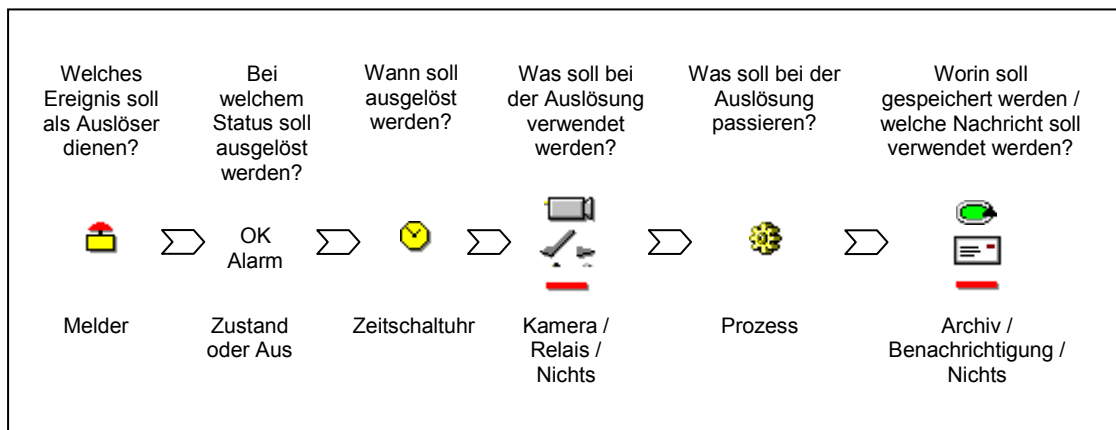 Welches
Ereignis soll
als Auslöser
dienen?
Bei
welchem
Status soll
ausgelöst
werden?
Wann soll
ausgelöst
werden?
Was soll bei
der Auslösung
verwendet
werden?
Was soll bei der
Auslösung
passieren?
Worin soll
gespeichert werden /
welche Nachricht soll
verwendet werden?
OK
Alarm
Melder
Zustand
oder Aus
Zeitschaltuhr
Kamera /
Relais /
Nichts
Prozess
Archiv /
Benachrichtigung /
Nichts